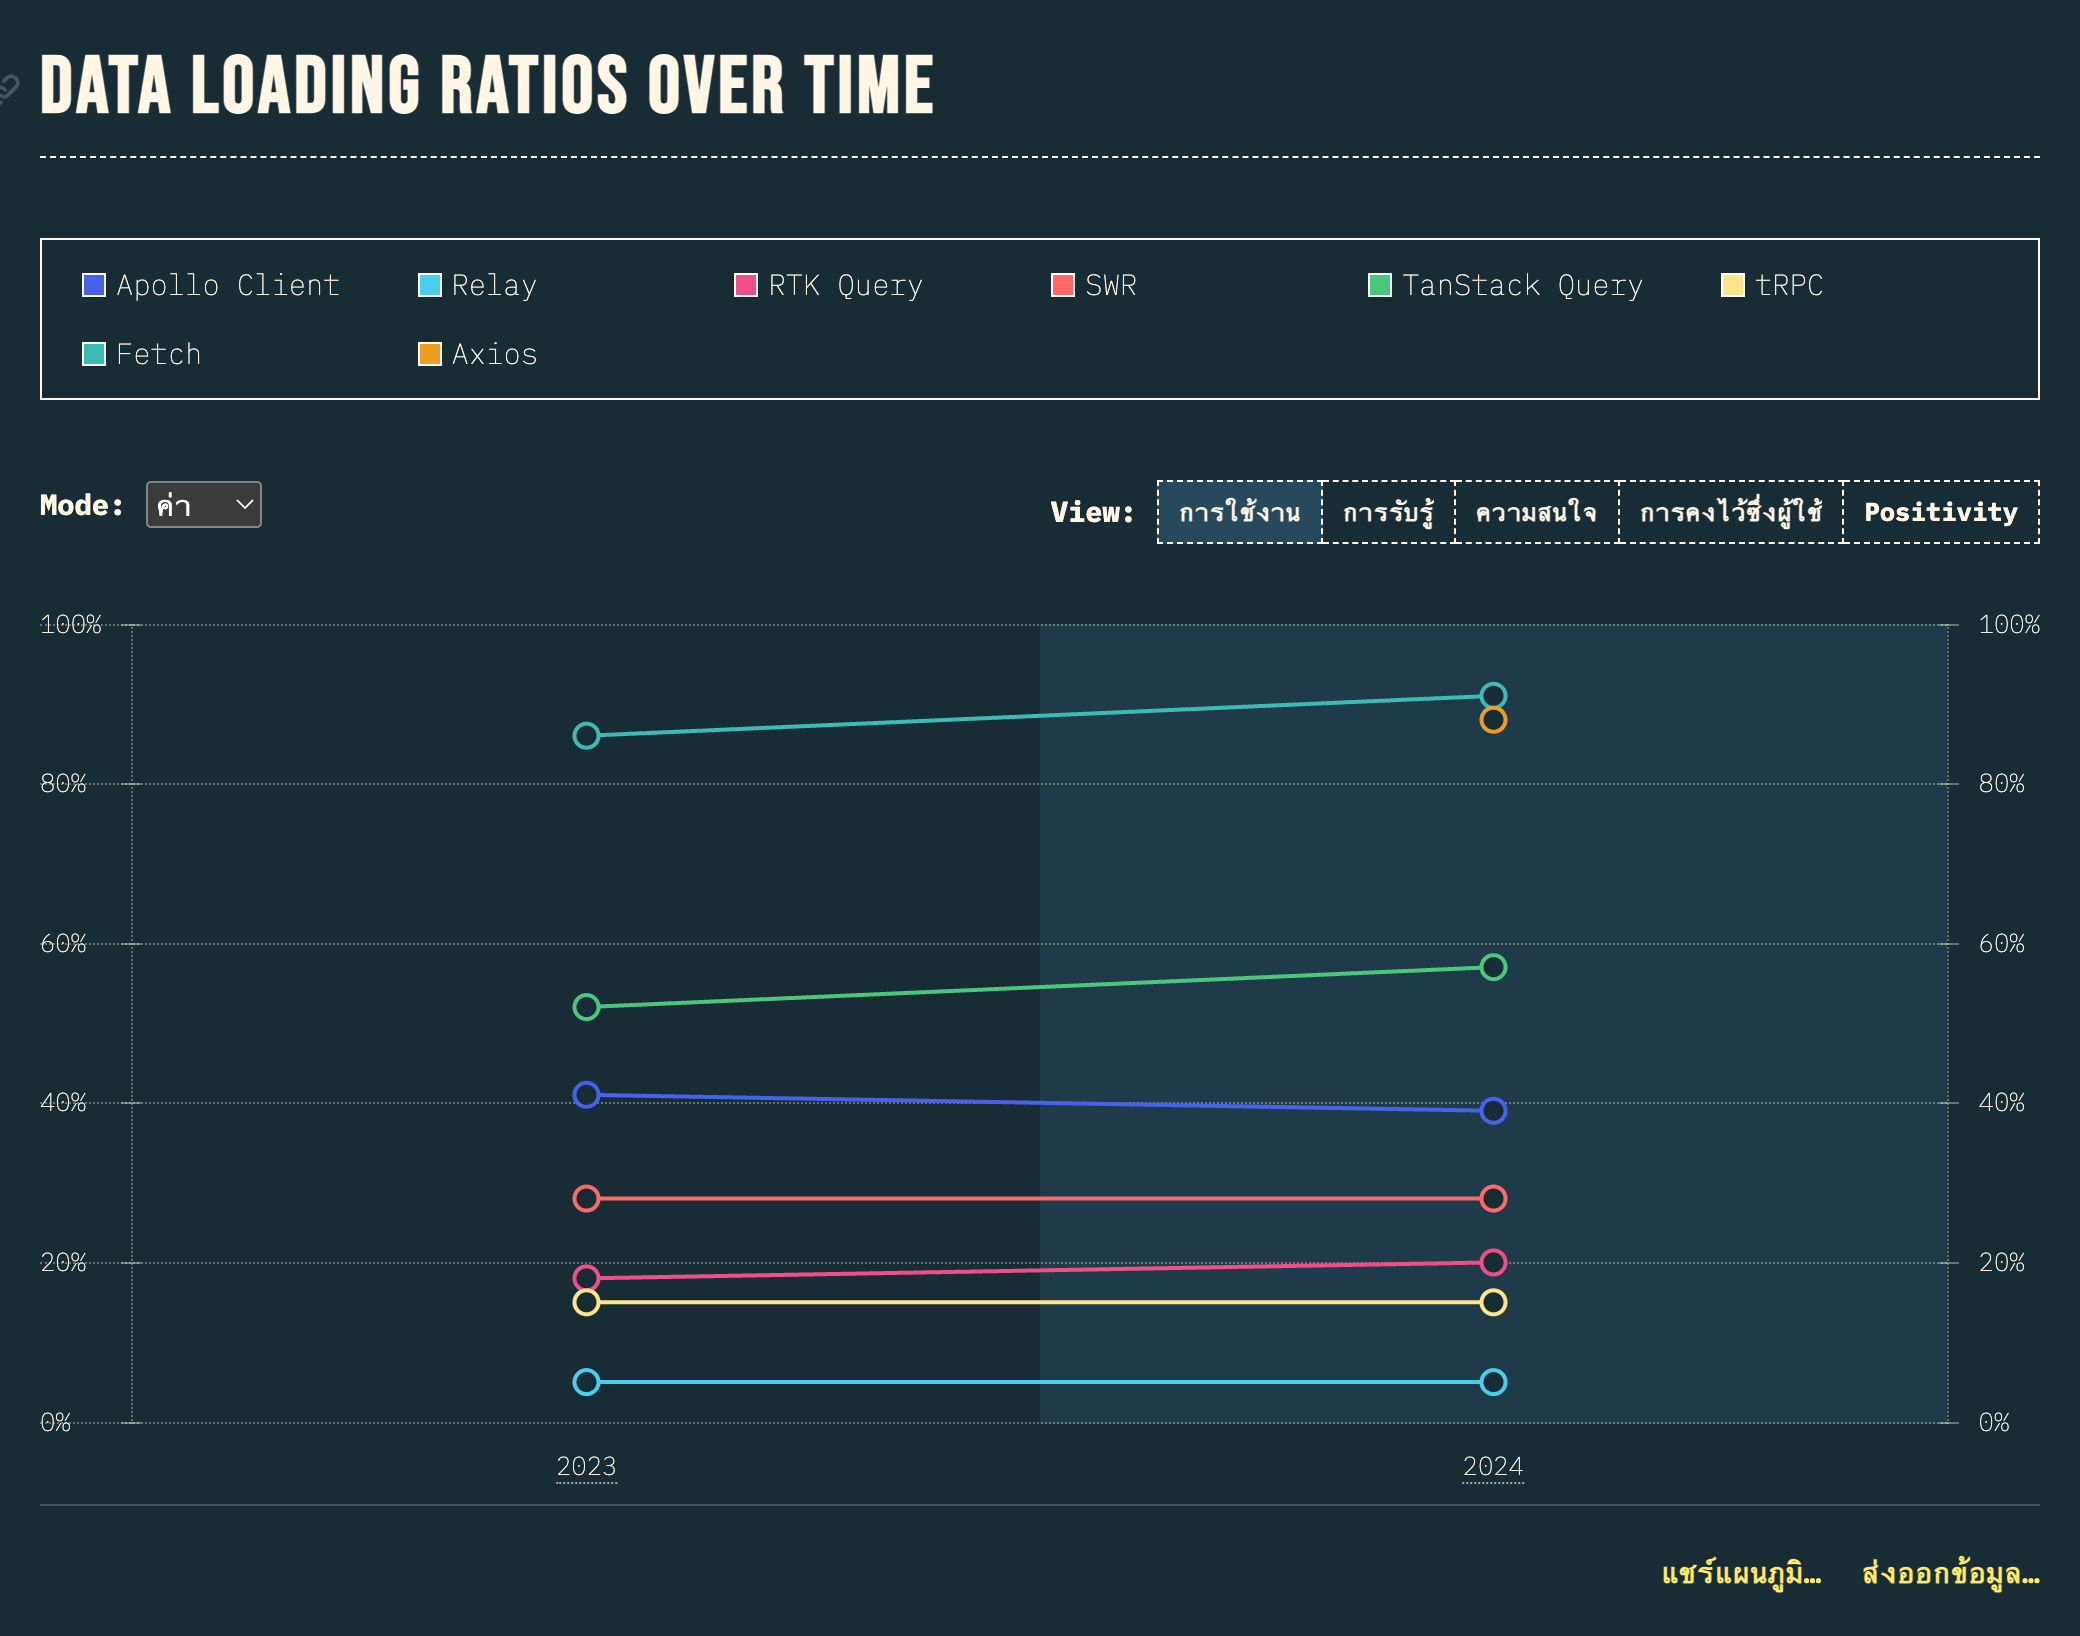 DATA LOADING RATIOS OVER TIME
Apollo Client Relay RTK Query SWR TanStack Query tRPC
Fetch Axios
Mode: ค่า View: การใช้งาน การรับรู้ ความสนใจ การคงไว้ซึ่งผู้ใช้ Positivity
100% 100%
80% 80%
60% 60%
40% 40%
20% 20%
0% 0%
2023 2024
แชร์แผนภูมิ… ส่งออกข้อมูล…